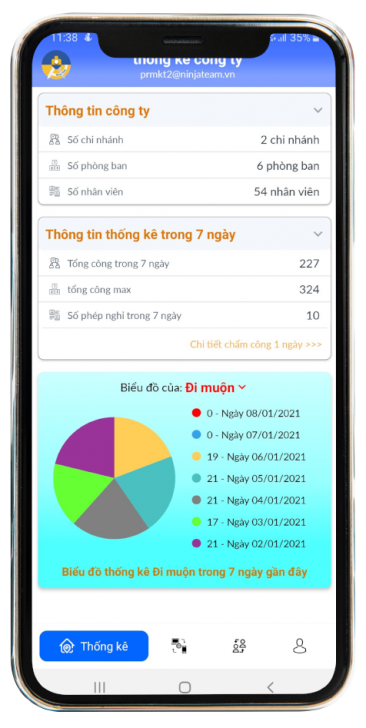 11:38
35%
thống kê công ty
prmkt2@ninjateam.vn
Thông tin công ty
Số chi nhánh 2 chi nhánh
Số phòng ban 6 phòng ban
Số nhân viên 54 nhân viên
Thông tin thống kê trong 7 ngày
Tổng công trong 7 ngày 227
tổng công max 324
Số phép nghỉ trong 7 ngày 10
Chi tiết chấm công 1 ngày >>>
Biểu đồ của: Đi muộn
0 - Ngày 08/01/2021
0 - Ngày 07/01/2021
19 - Ngày 06/01/2021
21 - Ngày 05/01/2021
21 - Ngày 04/01/2021
17 - Ngày 03/01/2021
21 - Ngày 02/01/2021
Biểu đồ thống kê Đi muộn trong 7 ngày gần đây
Thống kê